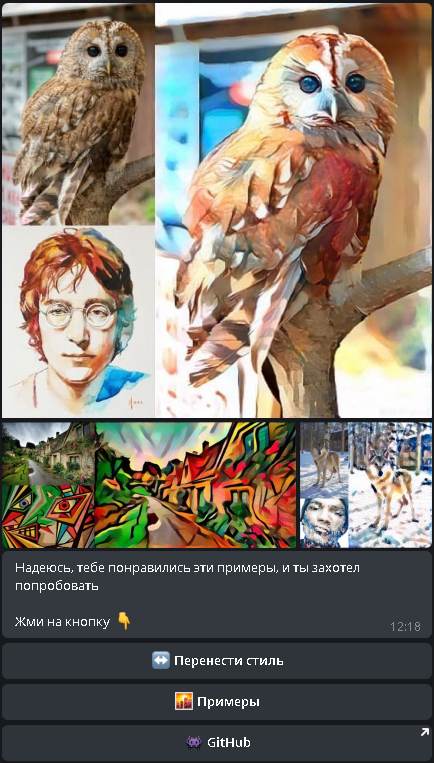 Надеюсь, тебе понравились эти примеры, и ты захотел
попробовать
Жми на кнопку 👇
12:18
↔️ Перенести стиль
🌇 Примеры
👾 GitHub